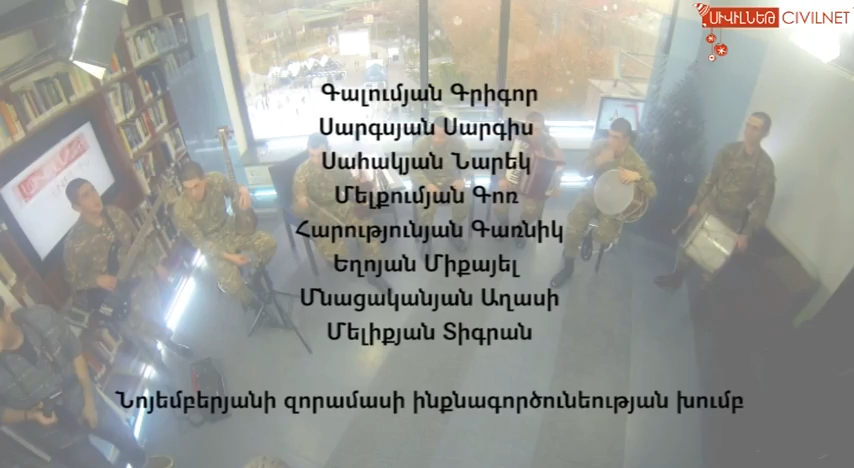 ՍԻՎԻԼՆԵԹ CIVILNET
Գալումյան Գրիգոր
Սարգսյան Սարգիս
Սահակյան Նարեկ
Մելքումյան Գոռ
Հարությունյան Գառնիկ
Եղոյան Միքայել
Մնացականյան Աղասի
Մելիքյան Տիգրան
Նոյեմբերյանի զորամասի ինքնագործունեության խումբ